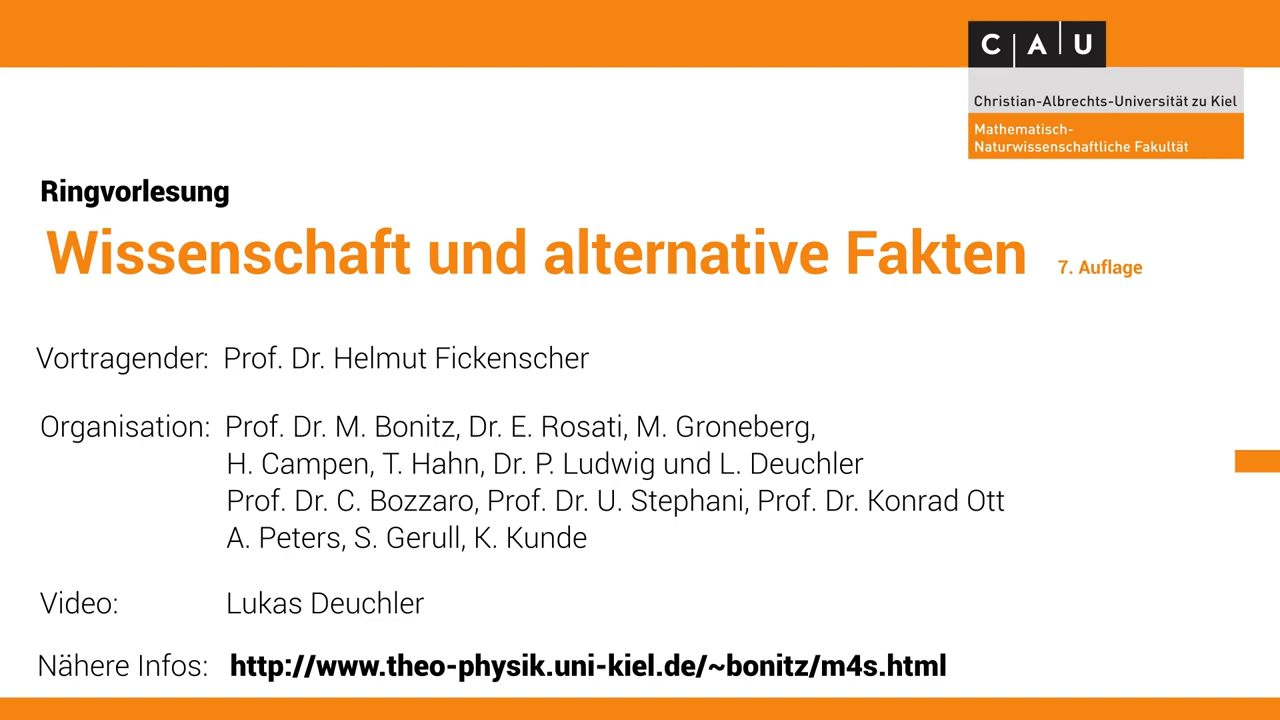 C A U
Christian-Albrechts-Universität zu Kiel
Mathematisch-
Naturwissenschaftliche Fakultät
Ringvorlesung
Wissenschaft und alternative Fakten 7. Auflage
Vortragender: Prof. Dr. Helmut Fickenscher
Organisation: Prof. Dr. M. Bonitz, Dr. E. Rosati, M. Groneberg,
H. Campen, T. Hahn, Dr. P. Ludwig und L. Deuchler
Prof. Dr. C. Bozzaro, Prof. Dr. U. Stephani, Prof. Dr. Konrad Ott
A. Peters, S. Gerull, K. Kunde
Video: Lukas Deuchler
Nähere Infos: http://www.theo-physik.uni-kiel.de/~bonitz/m4s.html